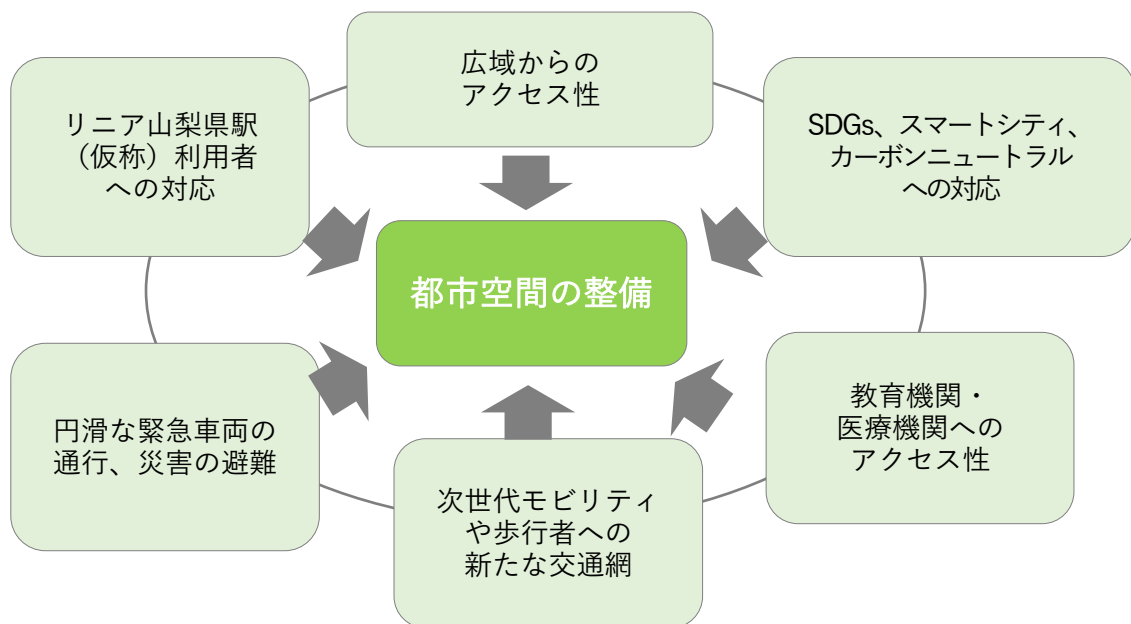 広域からの
アクセス性
リニア山梨県駅
（仮称）利用者
への対応
SDGs、スマートシティ、
カーボンニュートラル
への対応
都市空間の整備
円滑な緊急車両の
通行、災害の避難
教育機関・
医療機関への
アクセス性
次世代モビリティ
や歩行者への
新たな交通網